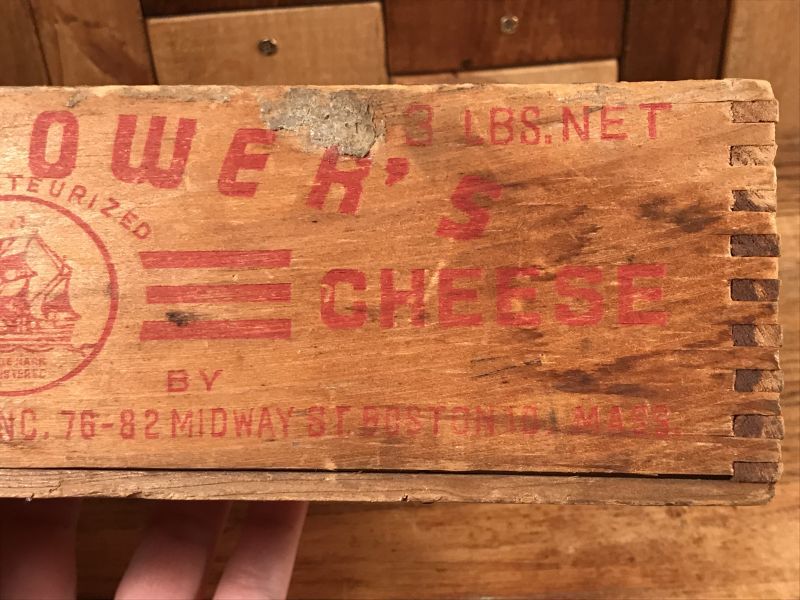 OWER'S
3 LBS. NET
TEURIZED
CHEESE
BY
NC. 76-82 MIDWAY ST. BOSTON 10, MASS.